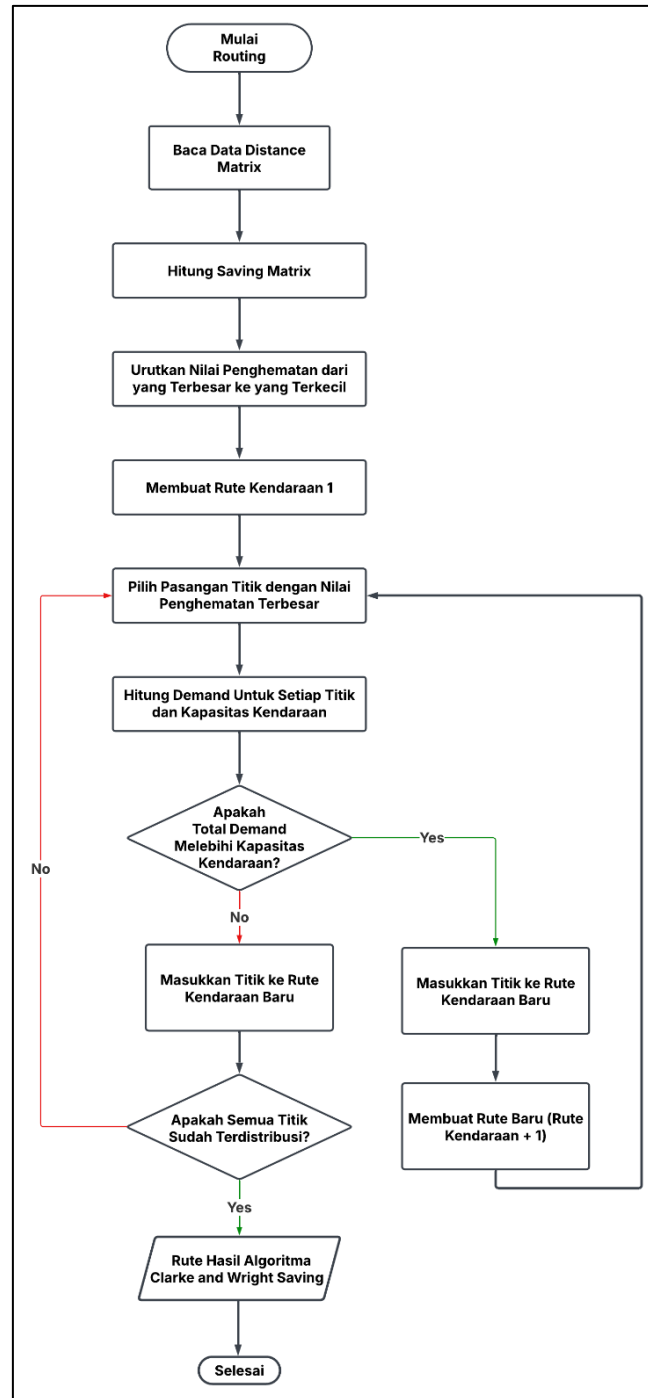 Mulai
Routing
Baca Data Distance
Matrix
Hitung Saving Matrix
Urutkan Nilai Penghematan dari
yang Terbesar ke yang Terkecil
Membuat Rute Kendaraan 1
Pilih Pasangan Titik dengan Nilai
Penghematan Terbesar
Hitung Demand Untuk Setiap Titik
dan Kapasitas Kendaraan
Apakah
Total Demand
Melebihi Kapasitas
Kendaraan?
Yes
No
No
Masukkan Titik ke Rute
Kendaraan Baru
Masukkan Titik ke Rute
Kendaraan Baru
Apakah Semua Titik
Sudah Terdistribusi?
Membuat Rute Baru (Rute
Kendaraan + 1)
Yes
Rute Hasil Algoritma
Clarke and Wright Saving
Selesai